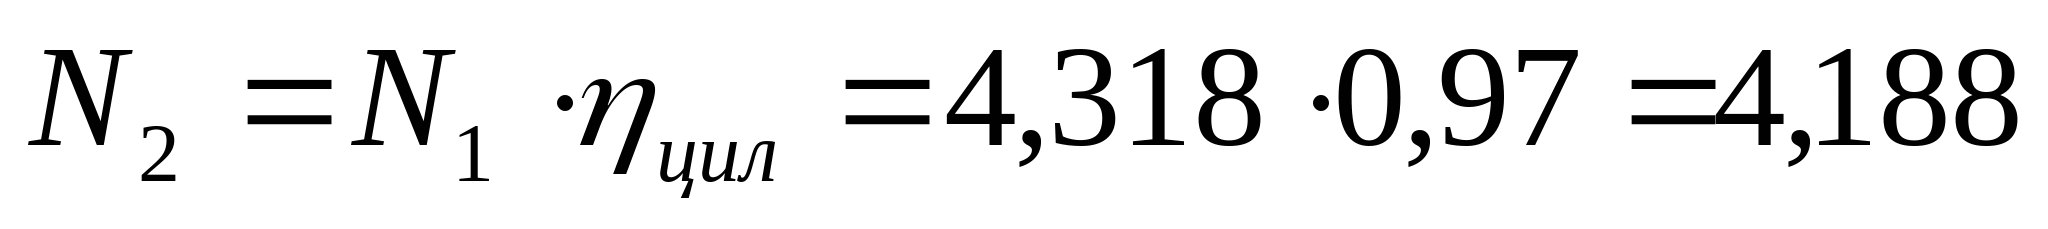 N₂ = N₁ · η_цил = 4,318 · 0,97 = 4,188